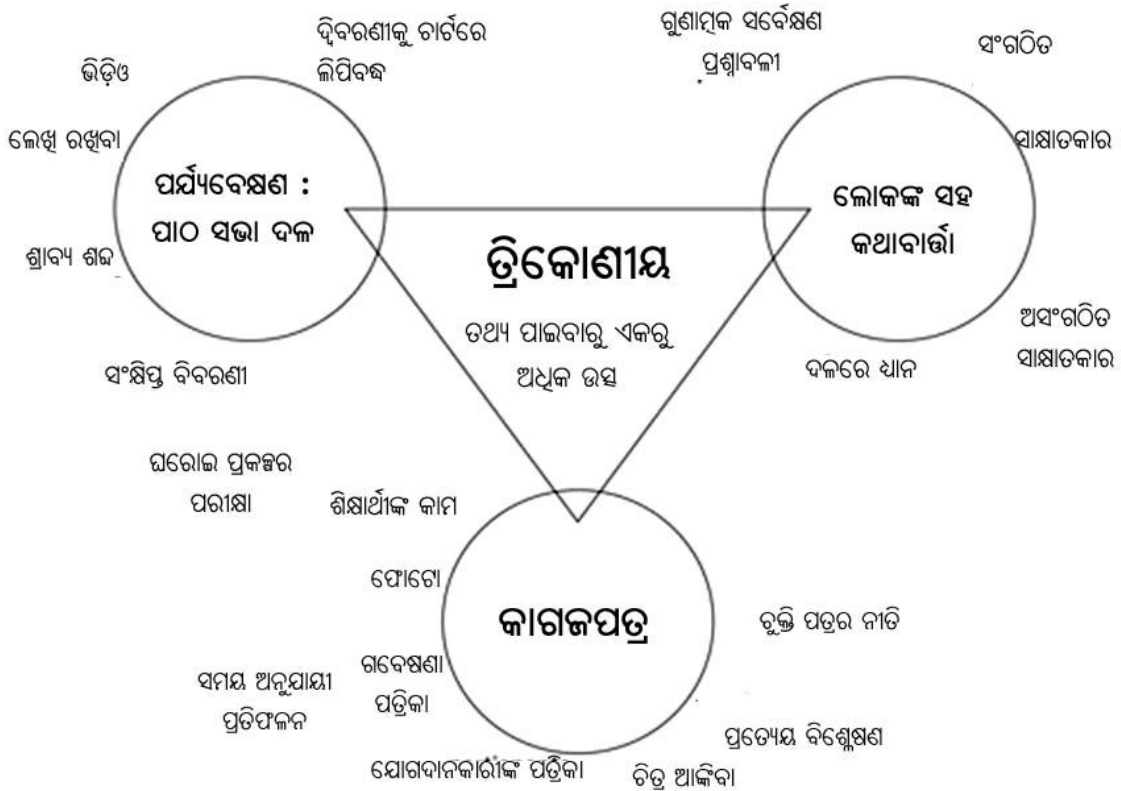 ଦ୍ୱିବରଣୀକୁ ଚାର୍ଟରେ
ଲିପିବଦ୍ଧ
ଭିଡ଼ିଓ
ଲେଖି ରଖିବା
ପର୍ଯ୍ୟବେକ୍ଷଣ :
ପାଠ ସଭା ଦଳ
ଶ୍ରାବ୍ୟ ଶବ୍ଦ
ସଂକ୍ଷିପ୍ତ ବିବରଣୀ
ଗୁଣାତ୍ମକ ସର୍ବେକ୍ଷଣ
ପ୍ରଶ୍ନାବଳୀ
ସଂଗଠିତ
ସାକ୍ଷାତକାର
ଲୋକଙ୍କ ସହ
କଥାବାର୍ତ୍ତା
ଅସଂଗଠିତ
ସାକ୍ଷାତକାର
ଦଳରେ ଧ୍ୟାନ
ତ୍ରିକୋଣୀୟ
ତଥ୍ୟ ପାଇବାରୁ ଏକରୁ
ଅଧିକ ଉତ୍ସ
ଘରୋଇ ପ୍ରକଳ୍ପର
ପରୀକ୍ଷା
ଶିକ୍ଷାର୍ଥୀଙ୍କ କାମ
ଫୋଟୋ
କାଗଜପତ୍ର
ଚୁକ୍ତି ପତ୍ରର ନୀତି
ଗବେଷଣା
ପତ୍ରିକା
ସମୟ ଅନୁଯାୟୀ
ପ୍ରତିଫଳନ
ପ୍ରତ୍ୟେୟ ବିଶ୍ଳେଷଣ
ଯୋଗଦାନକାରୀଙ୍କ ପତ୍ରିକା
ଚିତ୍ର ଆଙ୍କିବା